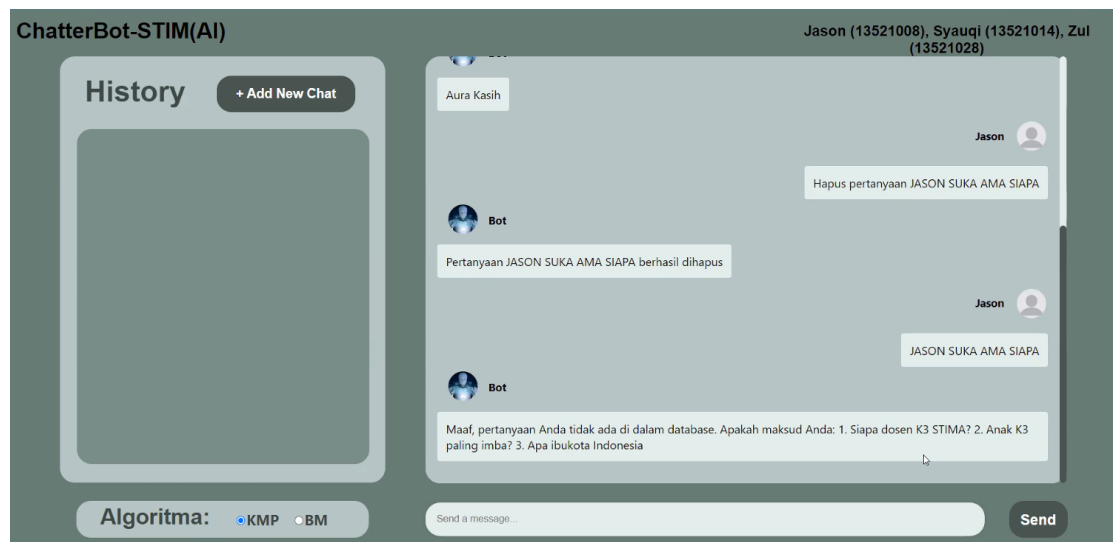 ChatterBot-STIM(AI)
Jason (13521008), Syauqi (13521014), Zul
(13521028)
History
+ Add New Chat
Aura Kasih
Jason
Hapus pertanyaan JASON SUKA AMA SIAPA
Bot
Pertanyaan JASON SUKA AMA SIAPA berhasil dihapus
Jason
JASON SUKA AMA SIAPA
Bot
Maaf, pertanyaan Anda tidak ada di dalam database. Apakah maksud Anda: 1. Siapa dosen K3 STIMA? 2. Anak K3
paling imba? 3. Apa ibukota Indonesia
Algoritma:
KMP
BM
Send a message...
Send